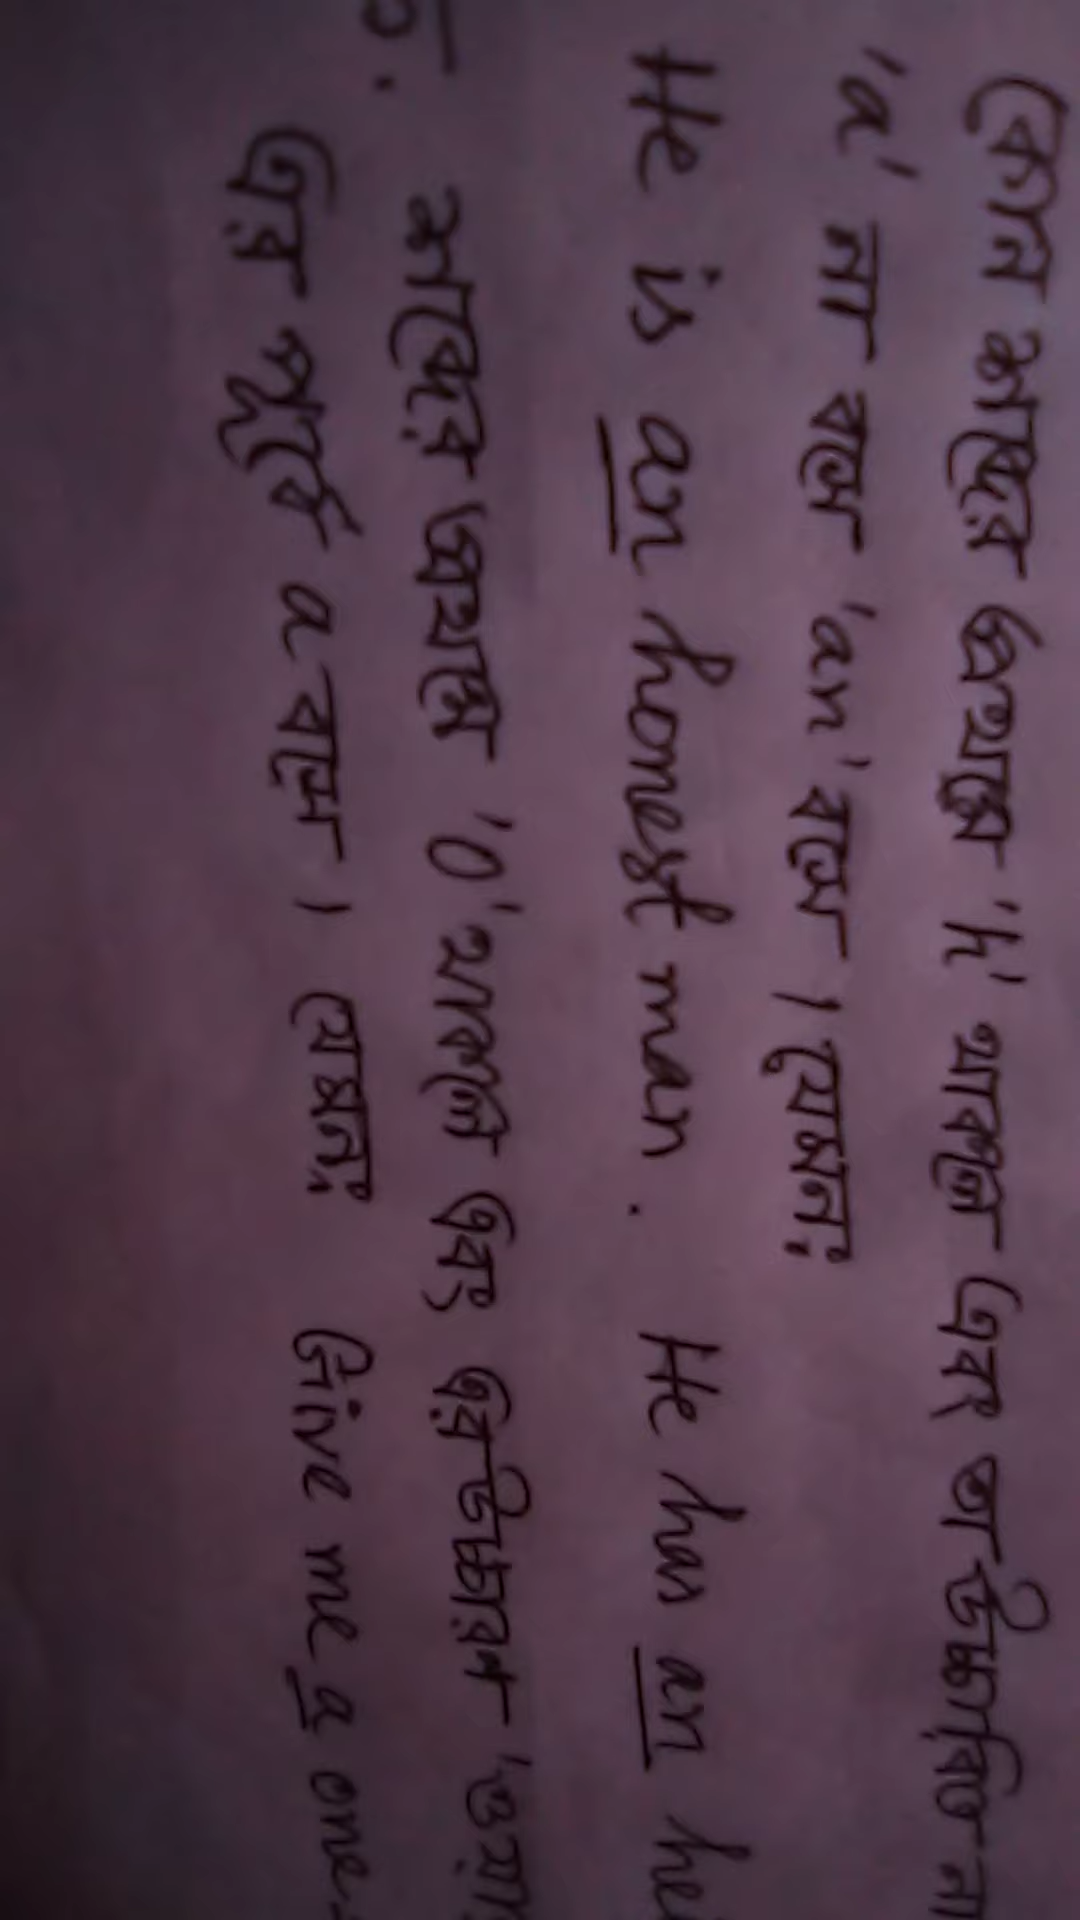 কোন শব্দের প্রথমে 'h' থাকলে এবং তা উচ্চারিত না
'a' না বসে 'an' বসে। যেমনঃ
He is an honest man. He has an
শব্দের প্রথমে 'O' থাকলে এবং এর উচ্চারণ 'ওয়া
এর পূর্বে a বসে। যেমনঃ Give me a one-